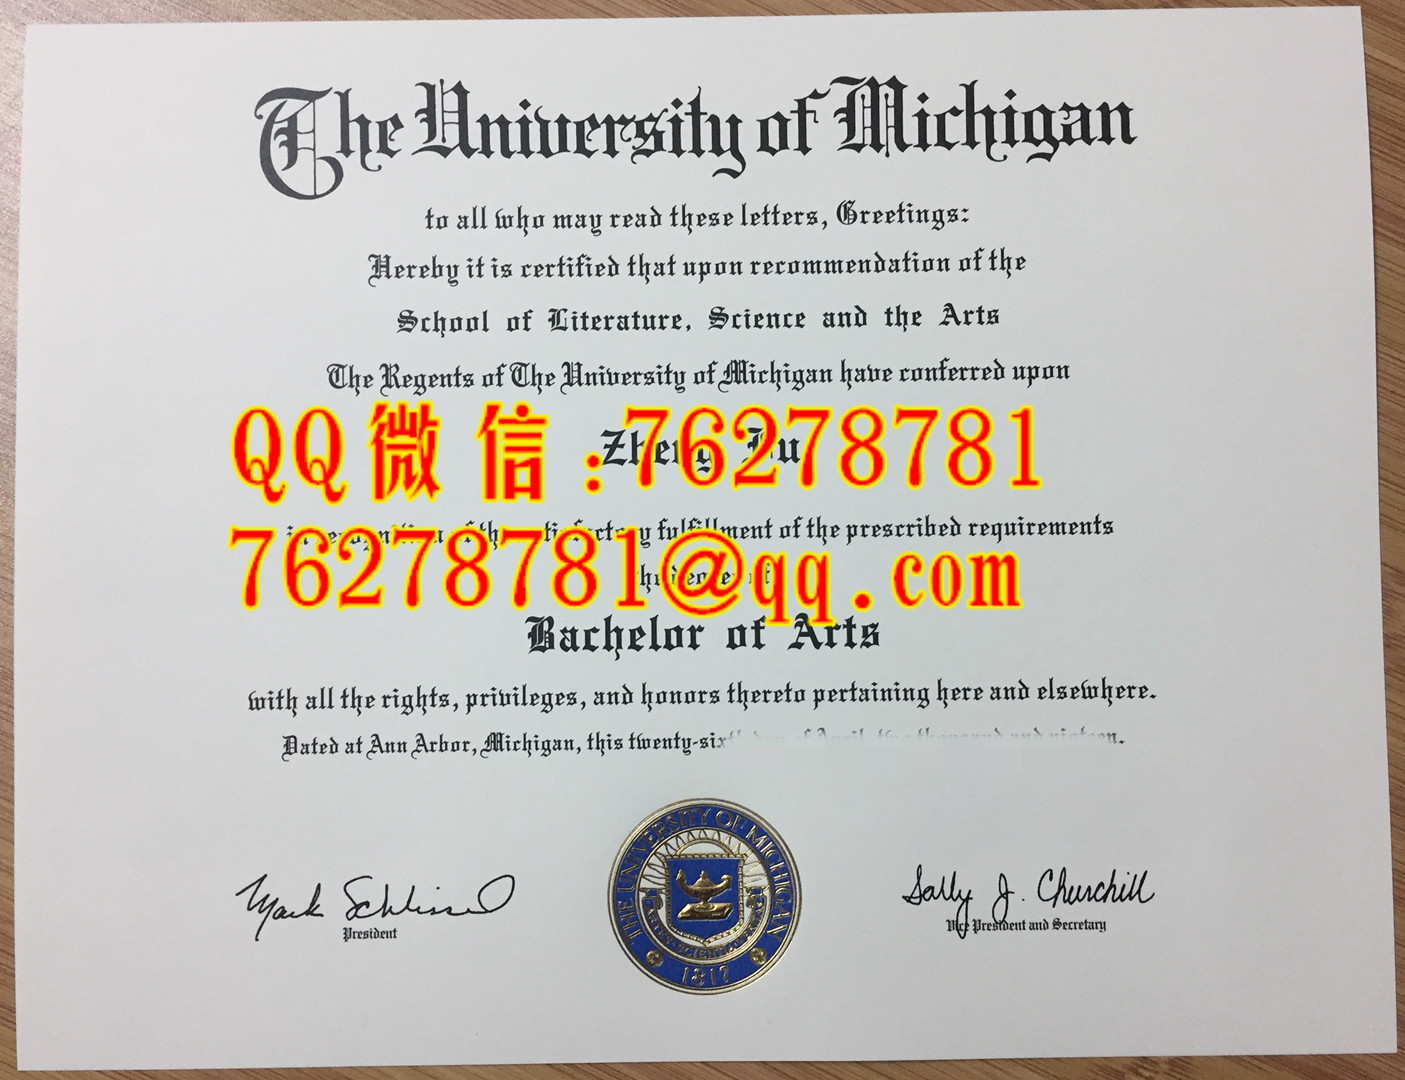 The University of Michigan
to all who may read these letters, Greetings:
Hereby it is certified that upon recommendation of the
School of Literature, Science and the Arts
The Regents of The University of Michigan have conferred upon
QQ微信:76278781
fulfillment of the prescribed requirements
76278781@qq.com
Bachelor of Arts
with all the rights, privileges, and honors thereto pertaining here and elsewhere.
Dated at Ann Arbor, Michigan, this
THE UNIVERSITY OF MICHIGAN
1817
Mark Schlissel
President
Sally J. Churchill
Vice President and Secretary